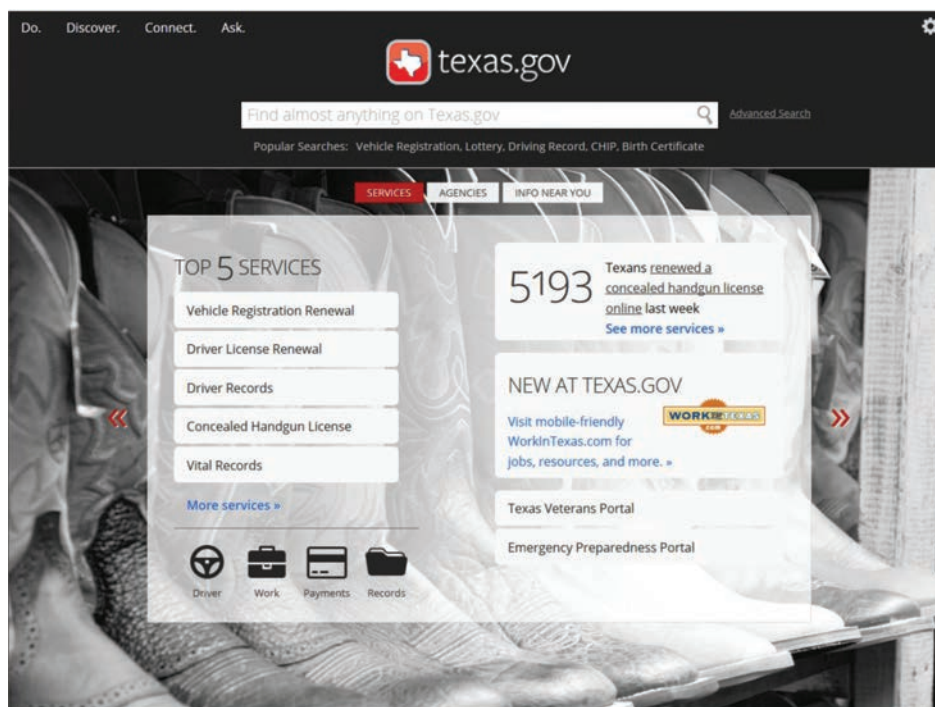 Do. Discover. Connect. Ask.
texas.gov
Find almost anything on Texas.gov
Advanced Search
Popular Searches: Vehicle Registration, Lottery, Driving Record, CHIP, Birth Certificate
SERVICES AGENCIES INFO NEAR YOU
TOP 5 SERVICES
Vehicle Registration Renewal
Driver License Renewal
Driver Records
Concealed Handgun License
Vital Records
More services »
Driver Work Payments Records
5193
Texans renewed a
concealed handgun license
online last week
See more services »
NEW AT TEXAS.GOV
Visit mobile-friendly
WorkInTexas.com for
jobs, resources, and more. »
WORK IN TEXAS
.com
Texas Veterans Portal
Emergency Preparedness Portal